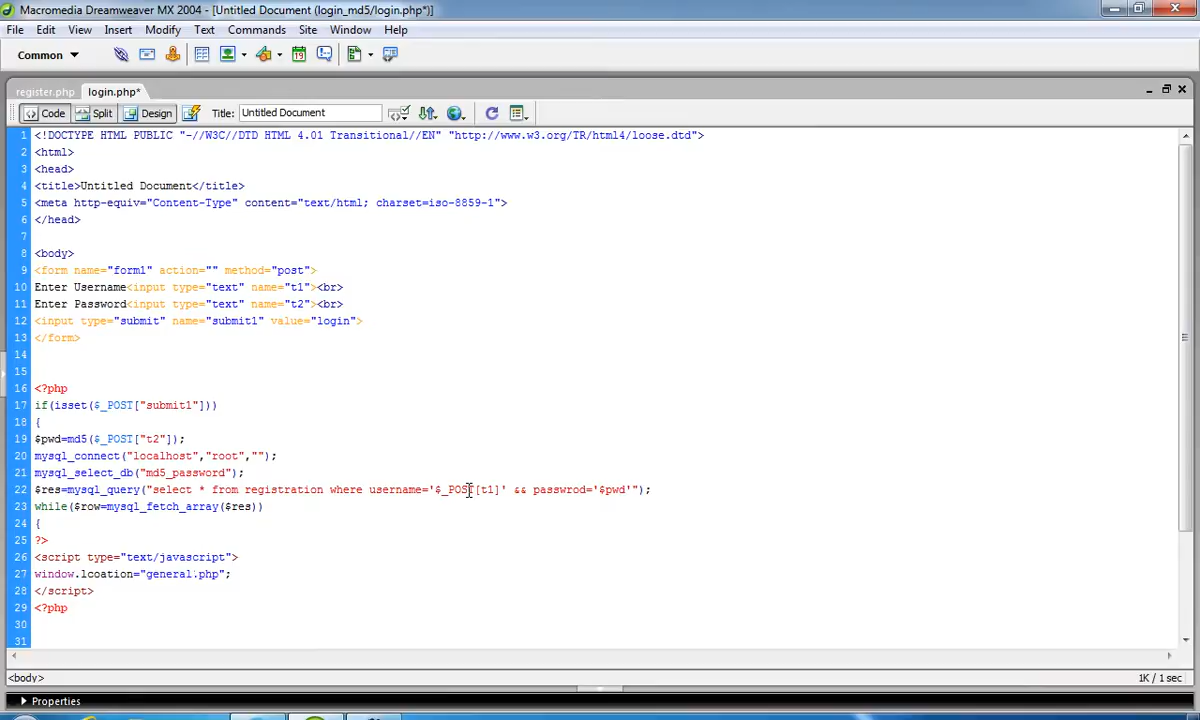 Macromedia Dreamweaver MX 2004 - [Untitled Document (login_md5/login.php*)]
File Edit View Insert Modify Text Commands Site Window Help
Common
register.php login.php*
Code Split Design Title: Untitled Document
1 <!DOCTYPE HTML PUBLIC "-//W3C//DTD HTML 4.01 Transitional//EN" "http://www.w3.org/TR/html4/loose.dtd">
2 <html>
3 <head>
4 <title>Untitled Document</title>
5 <meta http-equiv="Content-Type" content="text/html; charset=iso-8859-1">
6 </head>
7
8 <body>
9 <form name="form1" action="" method="post">
10 Enter Username<input type="text" name="t1"><br>
11 Enter Password<input type="text" name="t2"><br>
12 <input type="submit" name="submit1" value="login">
13 </form>
14
15
16 <?php
17 if(isset($_POST["submit1"]))
18 {
19 $pwd=md5($_POST["t2"]);
20 mysql_connect("localhost","root","");
21 mysql_select_db("md5_password");
22 $res=mysql_query("select * from registration where username='$_POST[t1]' && passwrod='$pwd'");
23 while($row=mysql_fetch_array($res))
24 {
25 ?>
26 <script type="text/javascript">
27 window.lcoation="general.php";
28 </script>
29 <?php
30
31
<body> 1K / 1 sec
Properties